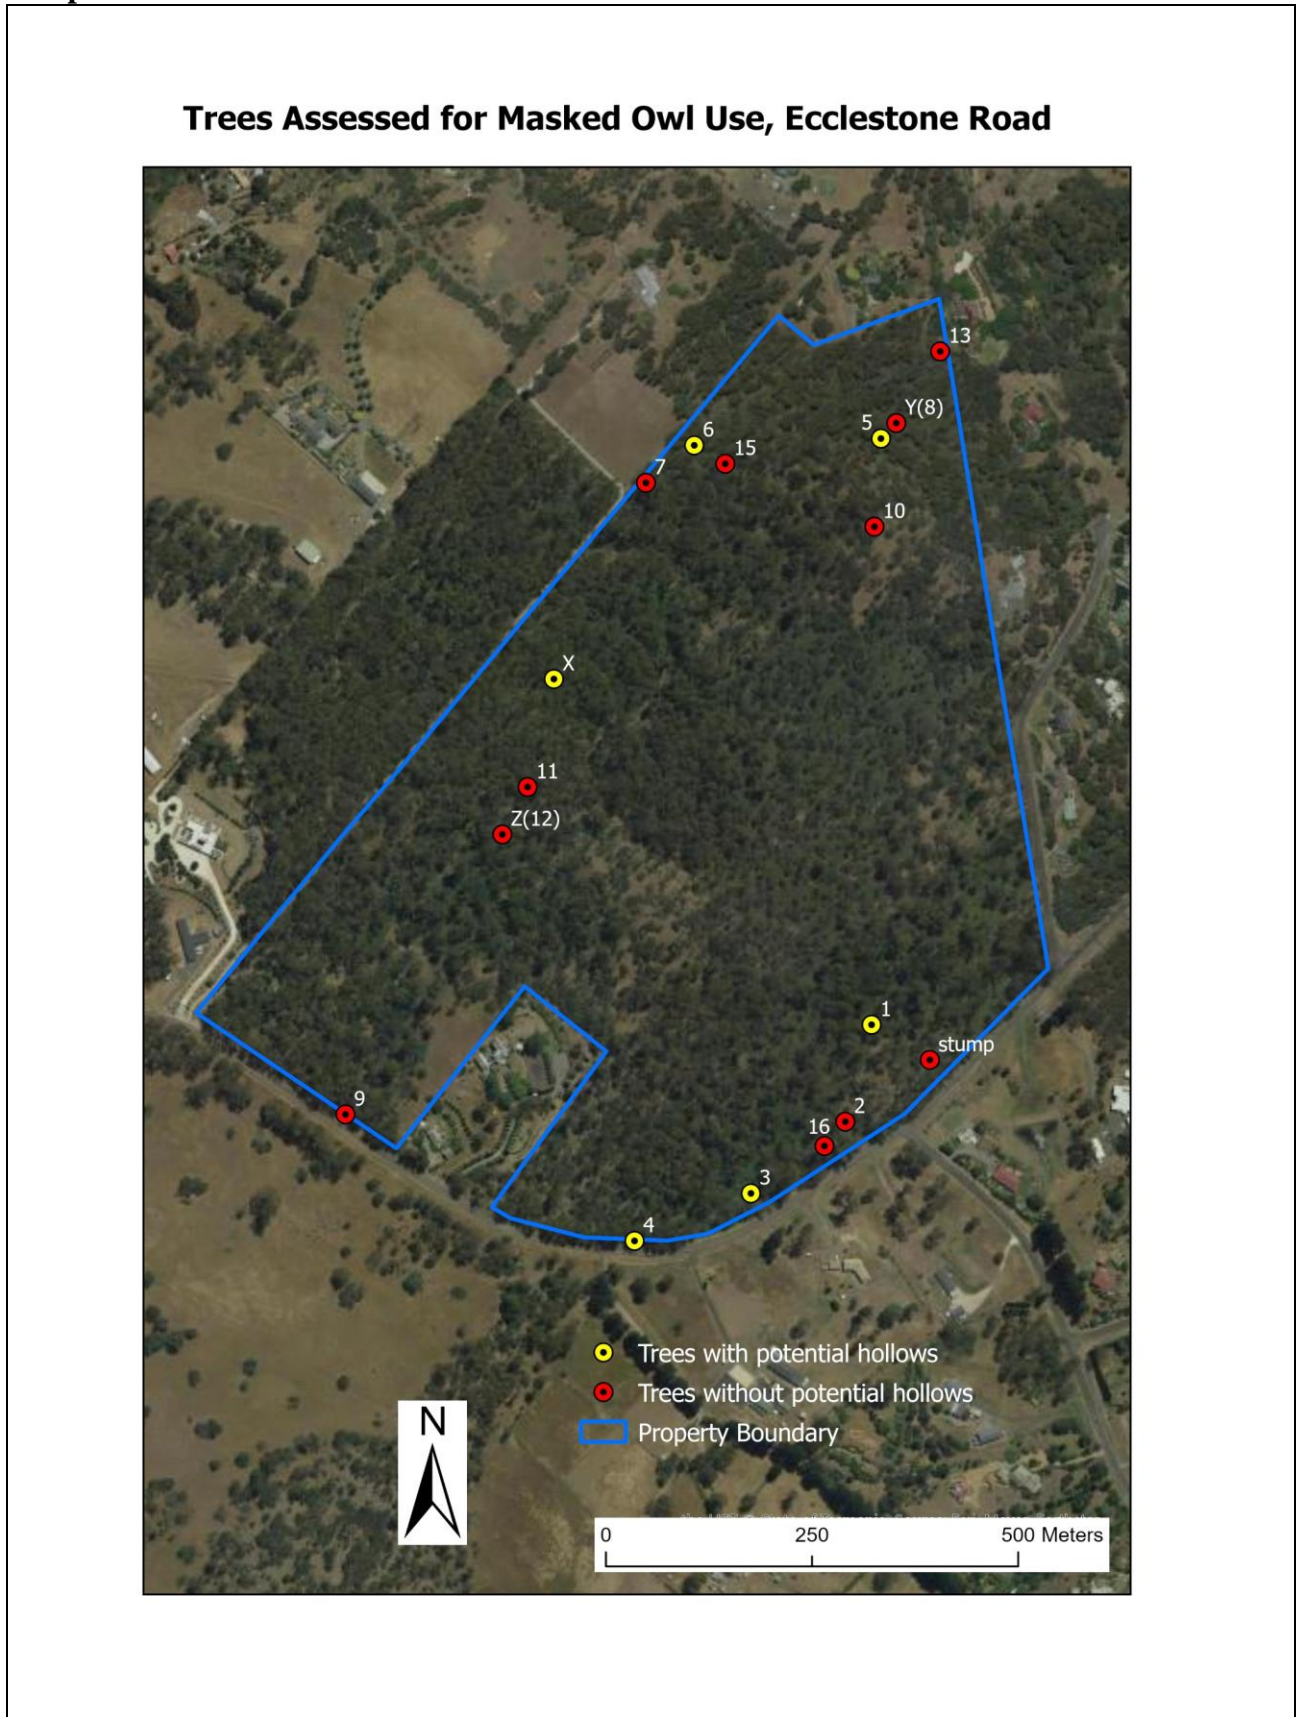 Trees Assessed for Masked Owl Use, Ecclestone Road
13
Y(8)
5
6
15
7
10
X
11
Z(12)
1
stump
9
2
16
3
4
Trees with potential hollows
Trees without potential hollows
Property Boundary
N
0 250 500 Meters